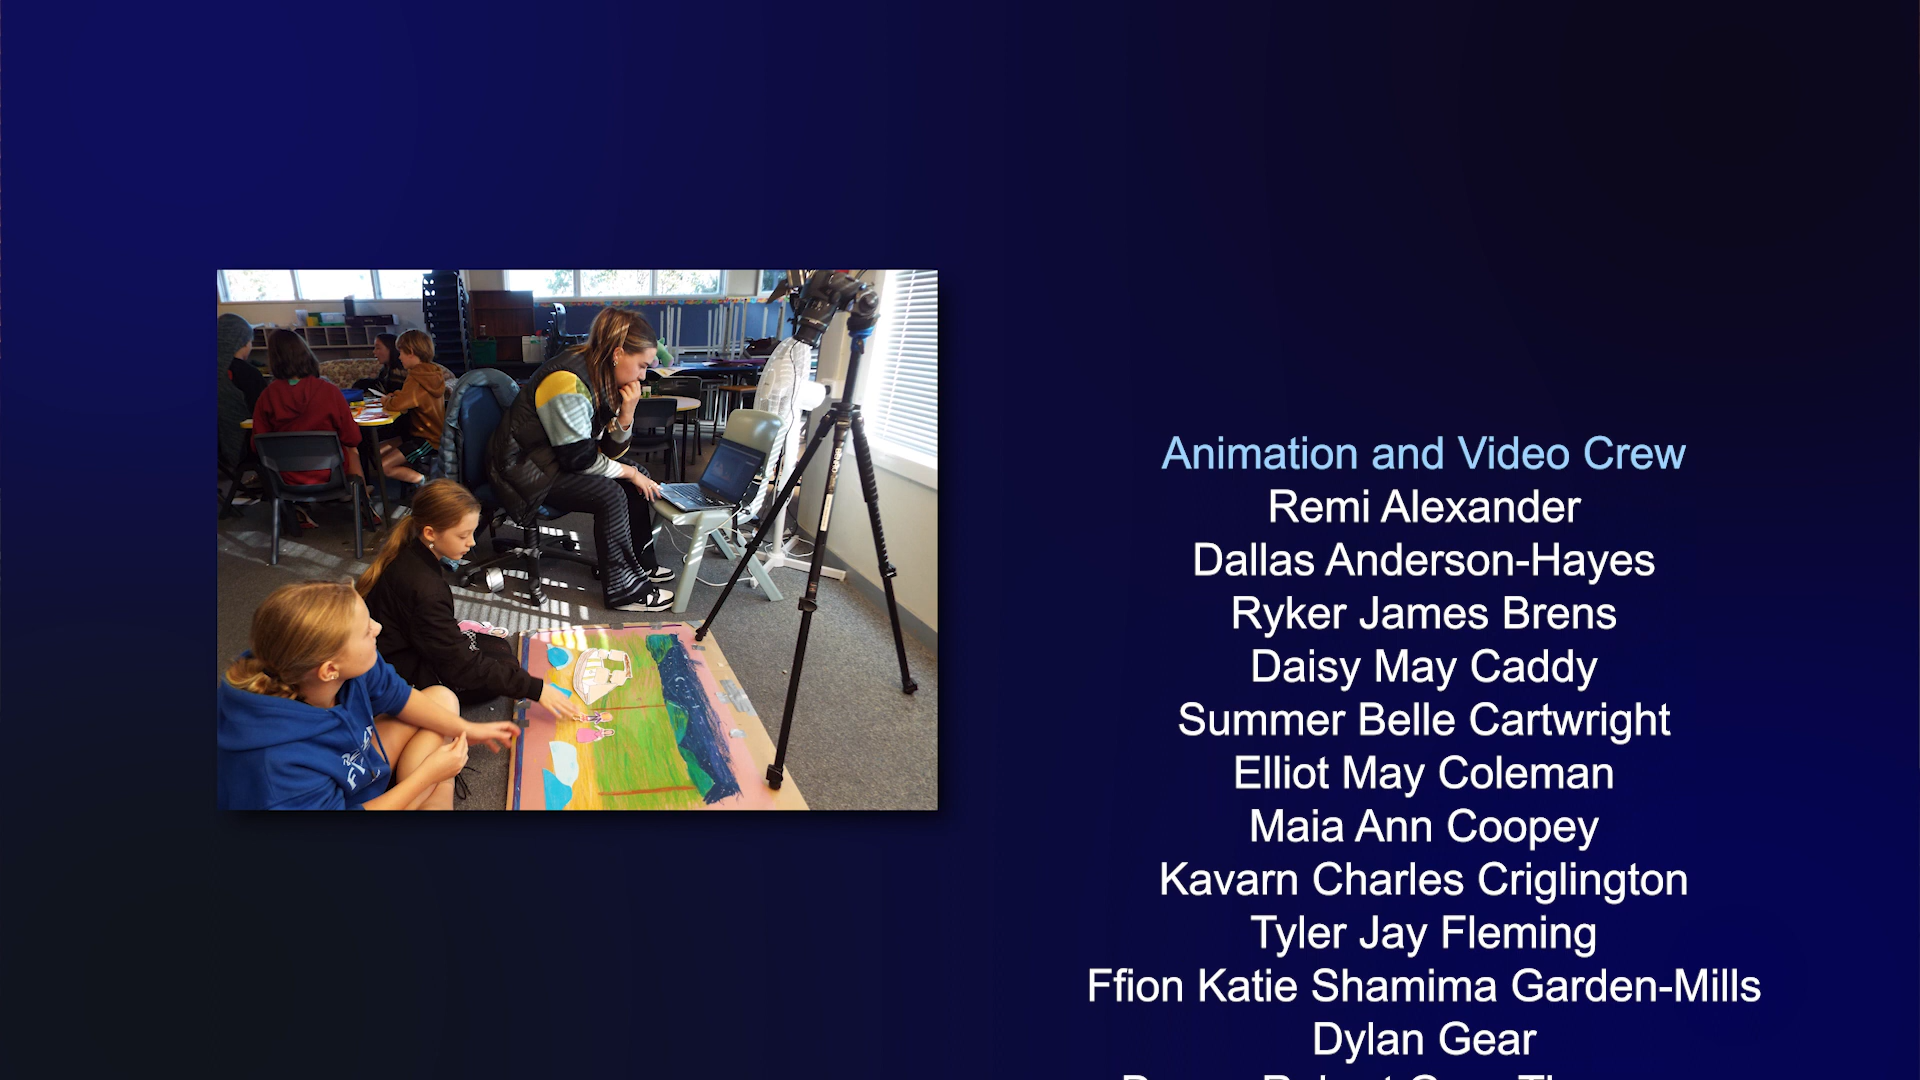 Animation and Video Crew
Remi Alexander
Dallas Anderson-Hayes
Ryker James Brens
Daisy May Caddy
Summer Belle Cartwright
Elliot May Coleman
Maia Ann Coopey
Kavarn Charles Criglington
Tyler Jay Fleming
Ffion Katie Shamima Garden-Mills
Dylan Gear